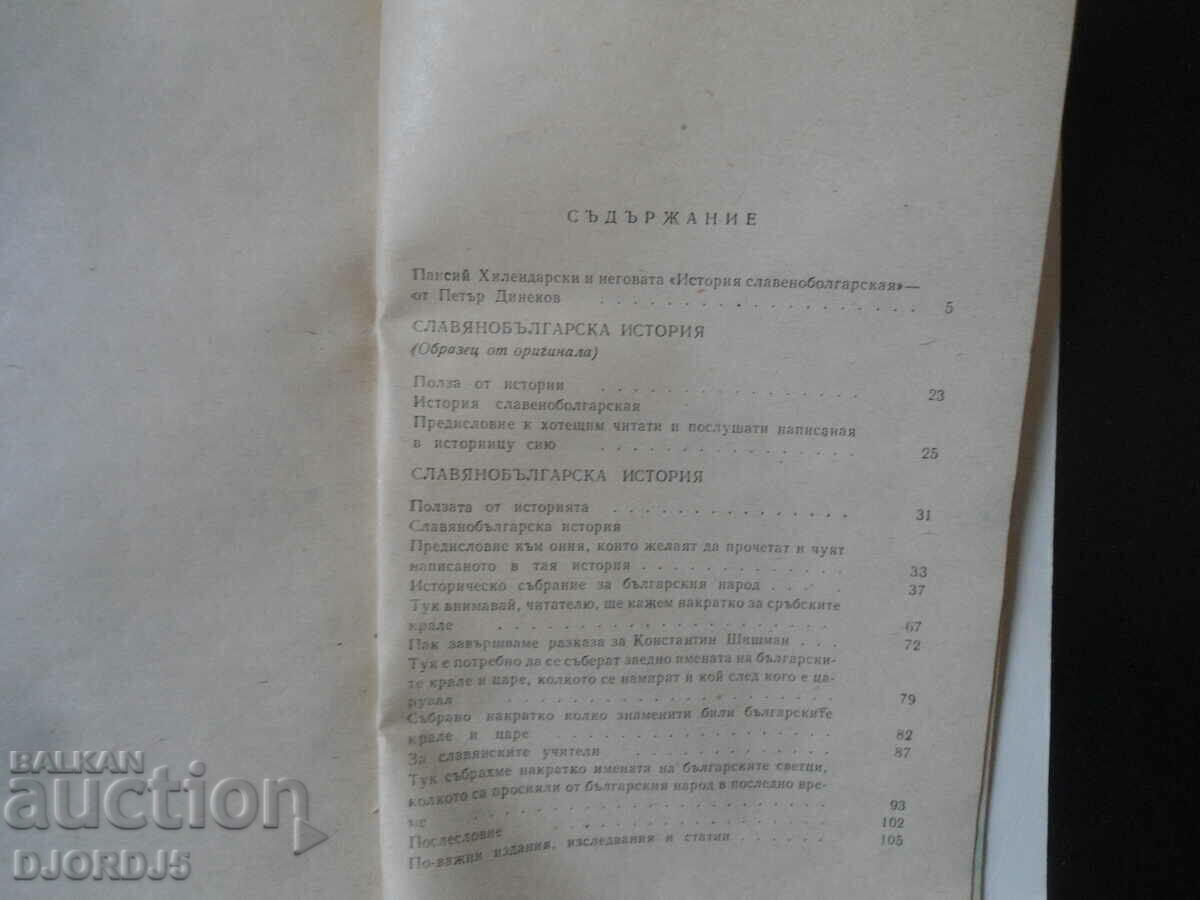 СЪДЪРЖАНИЕ
Паисий Хилендарски и неговата «История славеноболгарская» —
от Петър Динеков . . . . . . . . . . . . . . 5
СЛАВЯНОБЪЛГАРСКА ИСТОРИЯ
(Образец от оригинала)
Полза от истории . . . . . . . . . . . . . 23
История славеноболгарская
Предисловие к хотещим читати и послушати написаная
в историицу сию . . . . . . . . . . . . . 25
СЛАВЯНОБЪЛГАРСКА ИСТОРИЯ
Ползата от историята . . . . . . . . . . . 31
Славянобългарска история
Предисловие към ония, които желаят да прочетат и чуят
написаното в тая история . . . . . . . . . . 33
Историческо събрание за българския народ . . . . . 37
Тук внимавай, читателю, ще кажем накратко за сръбските
крале . . . . . . . . . . . . . . . 67
Пак завършваме разказа за Константин Шишман . . . 72
Тук е потребно да се съберат заедно имената на български-
те крале и царе, колкото се намират и кой след кого е ца-
рувал . . . . . . . . . . . . . . . 79
Събрано накратко колко знаменити били българските
крале и царе . . . . . . . . . . . . . 82
За славянските учители . . . . . . . . . . 87
Тук събрахме накратко имената на българските светци,
колкото са просияли от българския народ в последно вре-
ме . . . . . . . . . . . . . . . . 93
Послесловие . . . . . . . . . . . . . . 102
По-важни издания, изследвания и статии . . . . . . 105
BALKAN
auction
DJORDJ5